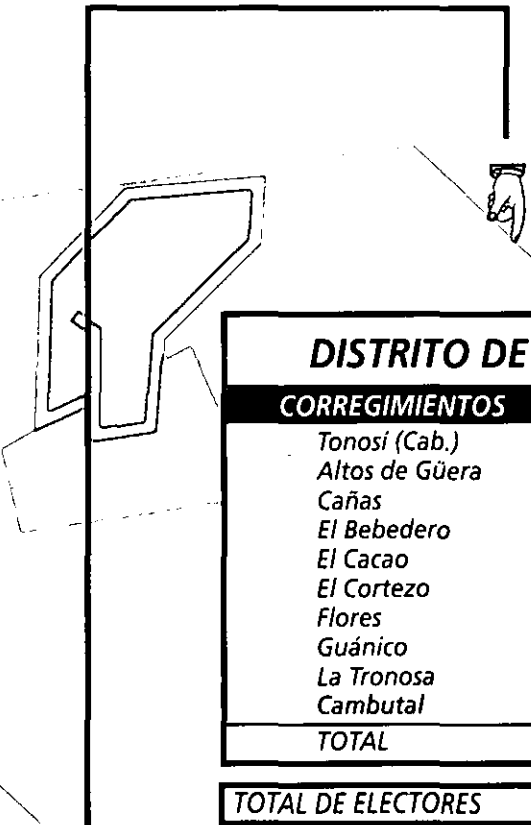 DISTRITO DE
CORREGIMIENTOS
Tonosí (Cab.)
Altos de Güera
Cañas
El Bebedero
El Cacao
El Cortezo
Flores
Guánico
La Tronosa
Cambutal
TOTAL
TOTAL DE ELECTORES